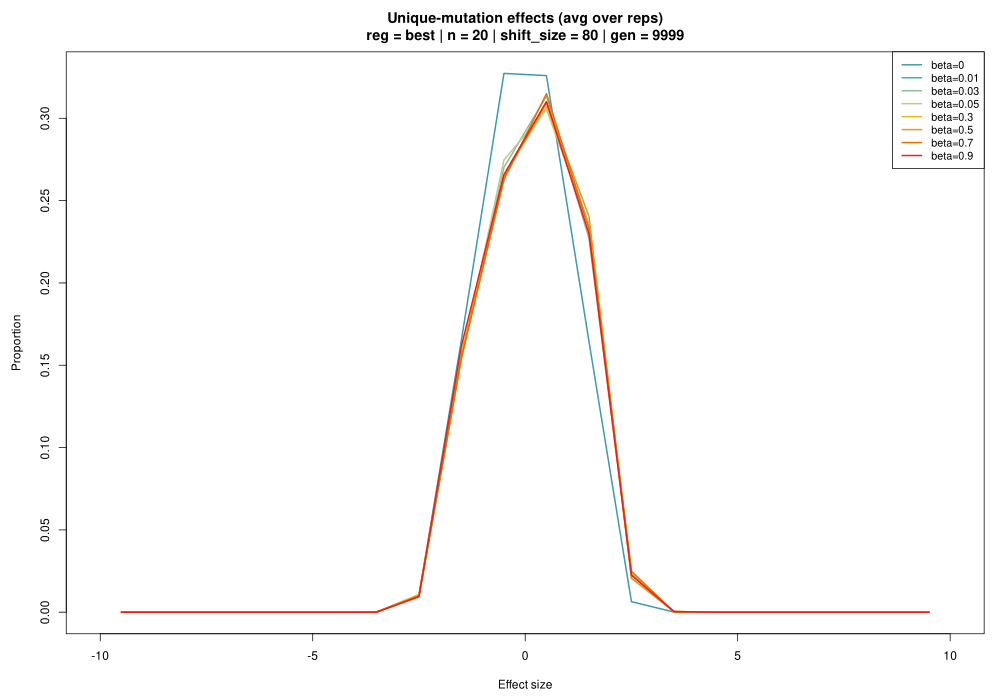 Unique-mutation effects (avg over reps)
reg = best | n = 20 | shift_size = 80 | gen = 9999
beta=0
beta=0.01
beta=0.03
beta=0.05
beta=0.3
beta=0.5
beta=0.7
beta=0.9
Proportion
0.30
0.25
0.20
0.15
0.10
0.05
0.00
-10
-5
0
5
10
Effect size